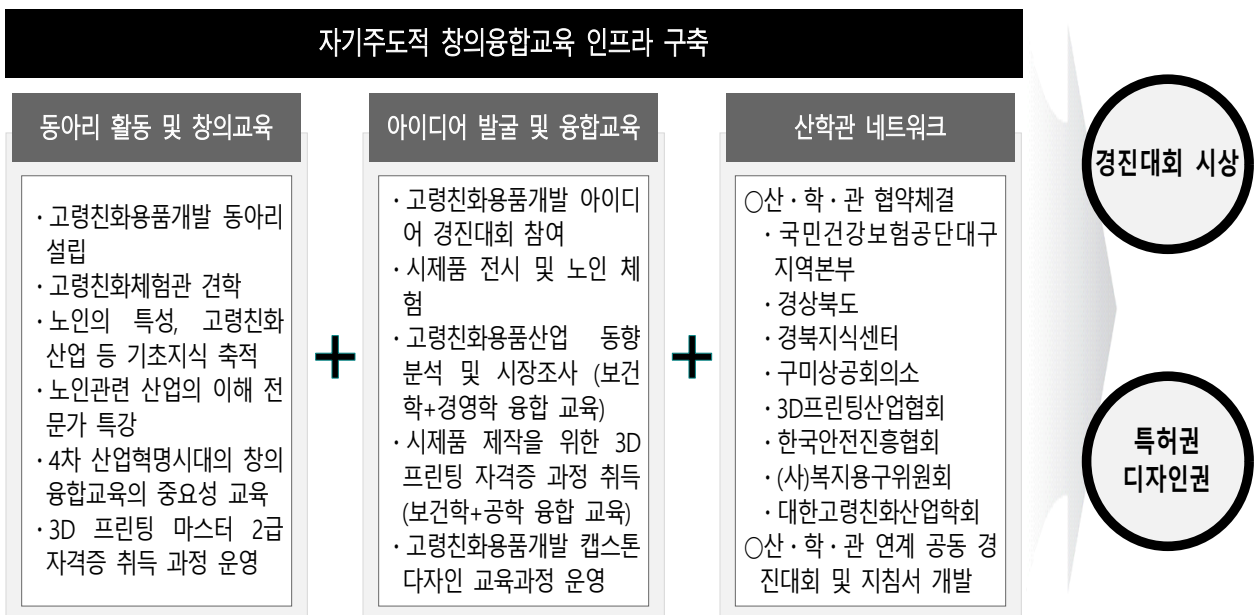 자기주도적 창의융합교육 인프라 구축
동아리 활동 및 창의교육
· 고령친화용품개발 동아리
설립
· 고령친화체험관 견학
· 노인의 특성, 고령친화
산업 등 기초지식 축적
· 노인관련 산업의 이해 전
문가 특강
· 4차 산업혁명시대의 창의
융합교육의 중요성 교육
· 3D 프린팅 마스터 2급
자격증 취득 과정 운영
+
아이디어 발굴 및 융합교육
· 고령친화용품개발 아이디
어 경진대회 참여
· 시제품 전시 및 노인 체
험
· 고령친화용품산업 동향
분석 및 시장조사 (보건
학+경영학 융합 교육)
· 시제품 제작을 위한 3D
프린팅 자격증 과정 취득
(보건학+공학 융합 교육)
· 고령친화용품개발 캡스톤
디자인 교육과정 운영
+
산학관 네트워크
○산·학·관 협약체결
· 국민건강보험공단대구
지역본부
· 경상북도
· 경북지식센터
· 구미상공회의소
· 3D프린팅산업협회
· 한국안전진흥협회
· (사)복지용구위원회
· 대한고령친화산업학회
○산·학·관 연계 공동 경
진대회 및 지침서 개발
경진대회 시상
특허권
디자인권